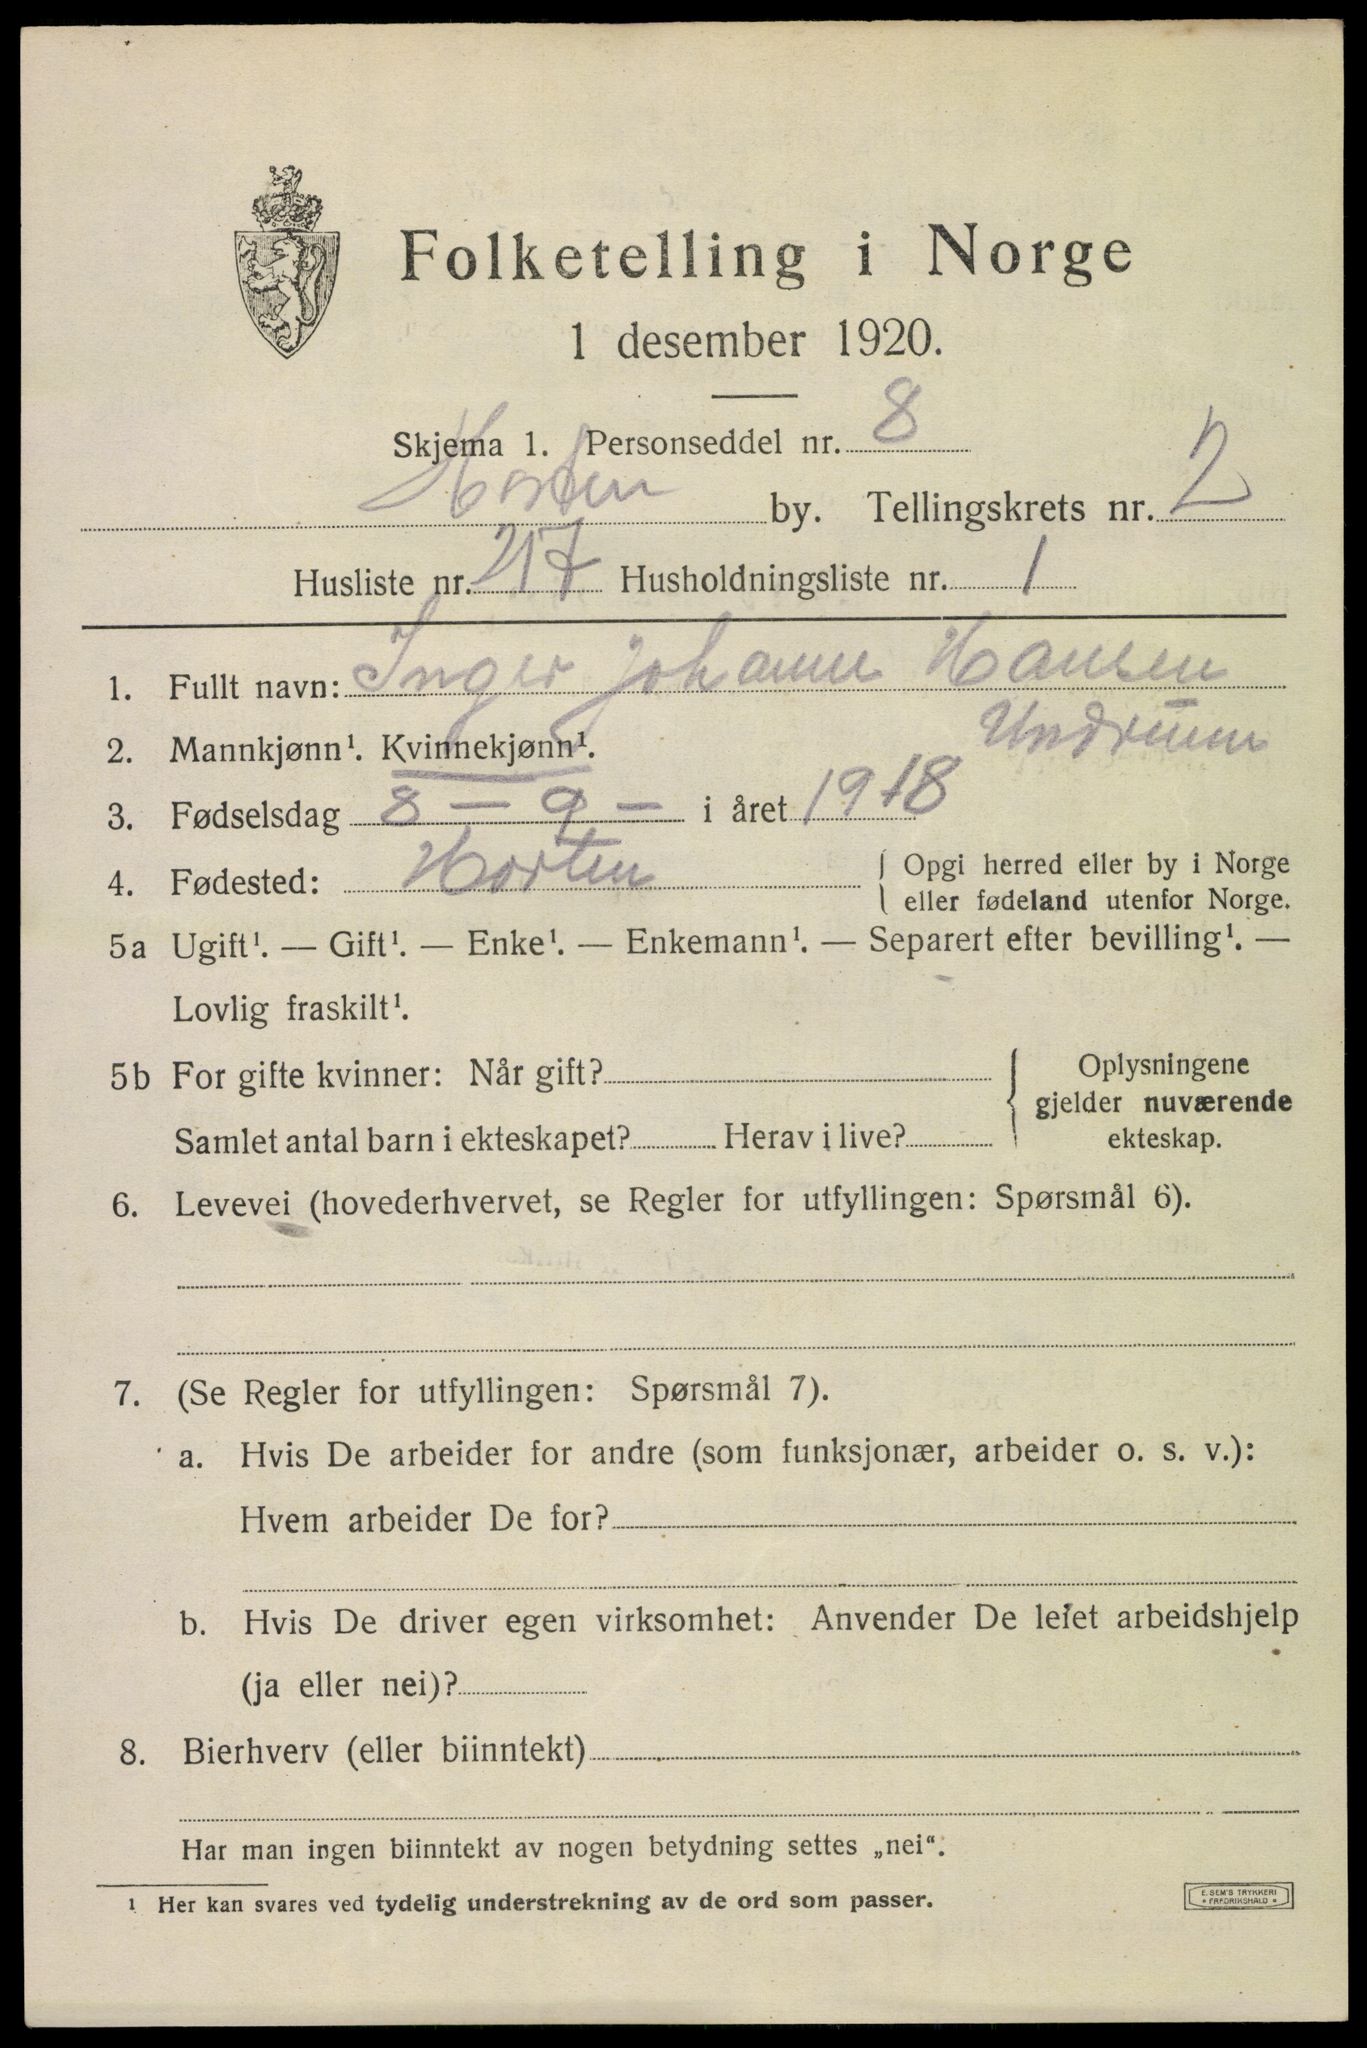 Folketelling i Norge
1 desember 1920.
Skjema 1. Personseddel nr. 8
Horten by. Tellingskrets nr. 2
Husliste nr. 217 Husholdningsliste nr. 1
1. Fullt navn: Inger Johanne Hansen
Undrum
2. Mannkjønn¹. Kvinnekjønn¹.
3. Fødselsdag 8 — 9 — i året 1918
4. Fødested: Horten
Opgi herred eller by i Norge
eller fødeland utenfor Norge.
5a Ugift¹. — Gift¹. — Enke¹. — Enkemann¹. — Separert efter bevilling¹. —
Lovlig fraskilt¹.
5b For gifte kvinner: Når gift?
Samlet antal barn i ekteskapet? Herav i live?
Oplysningene
gjelder nuværende
ekteskap.
6. Levevei (hovederhvervet, se Regler for utfyllingen: Spørsmål 6).
7. (Se Regler for utfyllingen: Spørsmål 7).
a. Hvis De arbeider for andre (som funksjonær, arbeider o. s. v.):
Hvem arbeider De for?
b. Hvis De driver egen virksomhet: Anvender De leiet arbeidshjelp
(ja eller nei)?
8. Bierhverv (eller biinntekt)
Har man ingen biinntekt av nogen betydning settes „nei“.
¹ Her kan svares ved tydelig understrekning av de ord som passer.
E. SEM'S TRYKKERI
* FREDRIKSHALD *